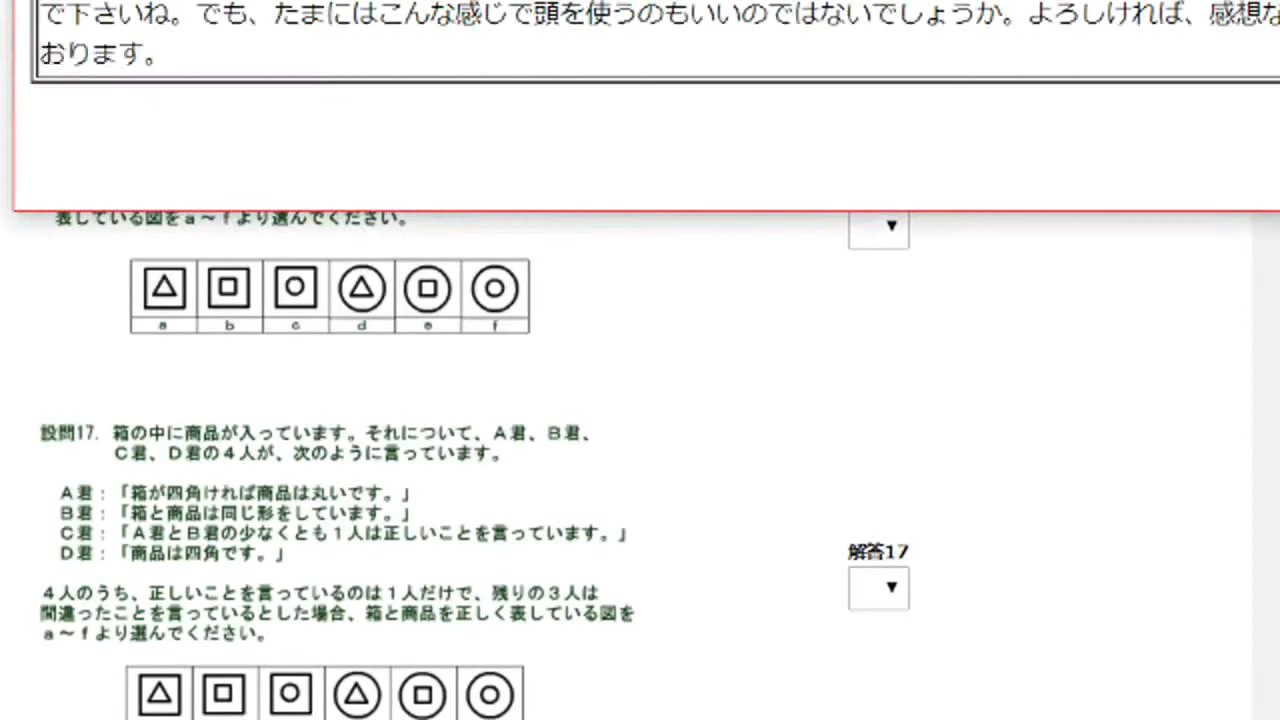 で下さいね。でも、たまにはこんな感じで頭を使うのもいいのではないでしょうか。よろしければ、感想な
おります。
表している図をａ～ｆより選んでください。
a b c d e f
設問17. 箱の中に商品が入っています。それについて、Ａ君、Ｂ君、
Ｃ君、Ｄ君の４人が、次のように言っています。
Ａ君：「箱が四角ければ商品は丸いです。」
Ｂ君：「箱と商品は同じ形をしています。」
Ｃ君：「Ａ君とＢ君の少なくとも１人は正しいことを言っています。」
Ｄ君：「商品は四角です。」
解答17
４人のうち、正しいことを言っているのは１人だけで、残りの３人は
間違ったことを言っているとした場合、箱と商品を正しく表している図を
ａ～ｆより選んでください。